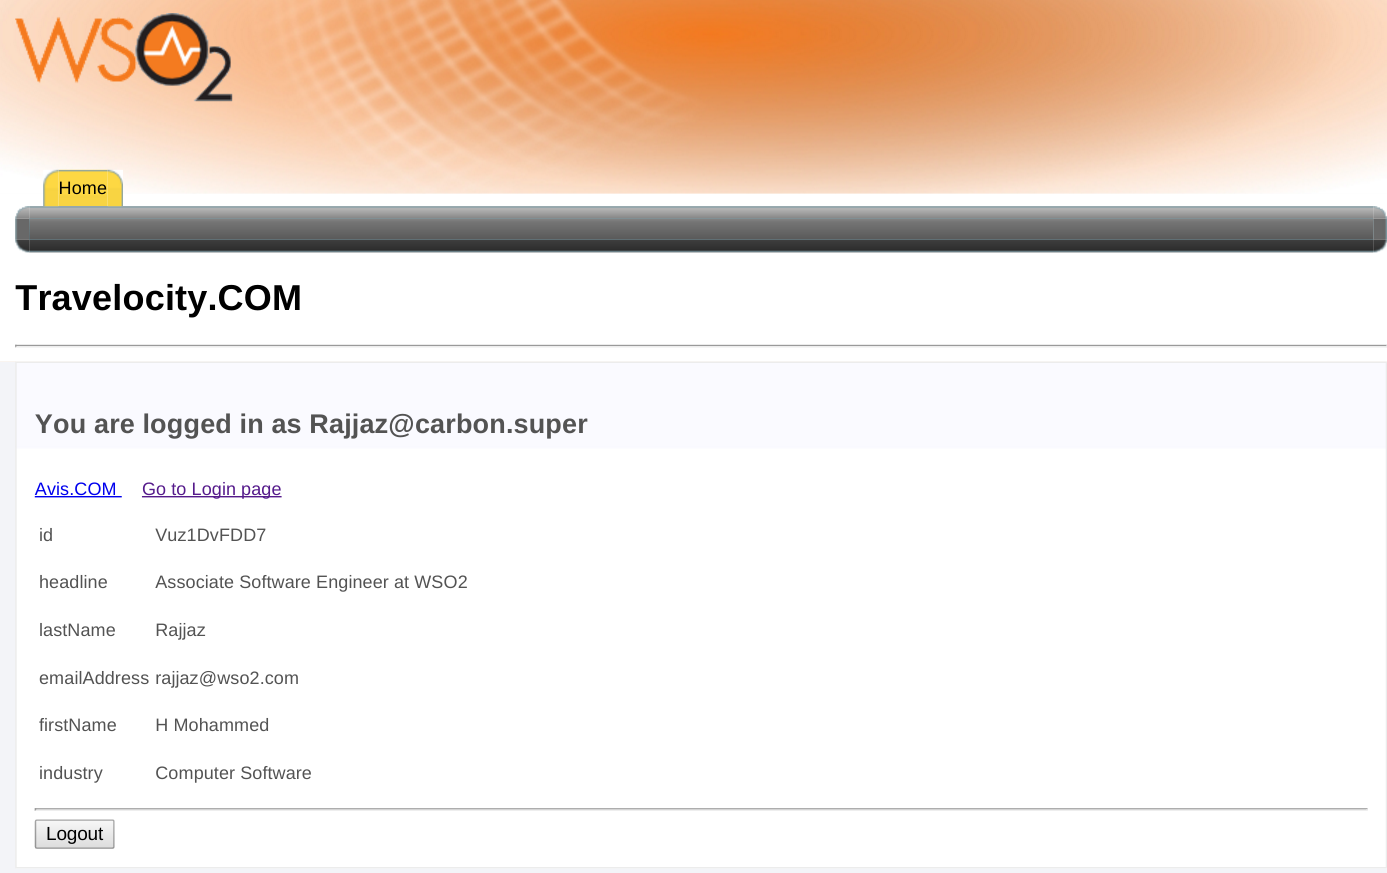 WSO2
Home
Travelocity.COM
You are logged in as Rajjaz@carbon.super
Avis.COM Go to Login page
id Vuz1DvFDD7
headline Associate Software Engineer at WSO2
lastName Rajjaz
emailAddress rajjaz@wso2.com
firstName H Mohammed
industry Computer Software
Logout